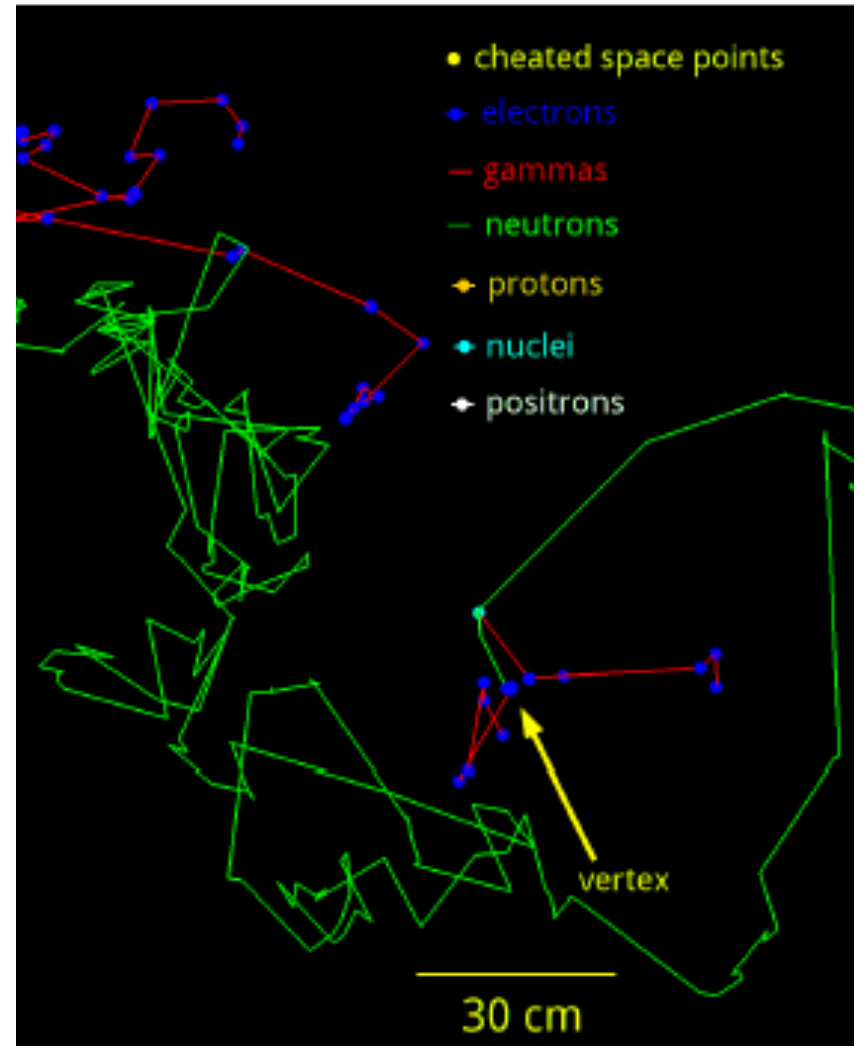 cheated space points
electrons
gammas
neutrons
protons
nuclei
positrons
vertex
30 cm